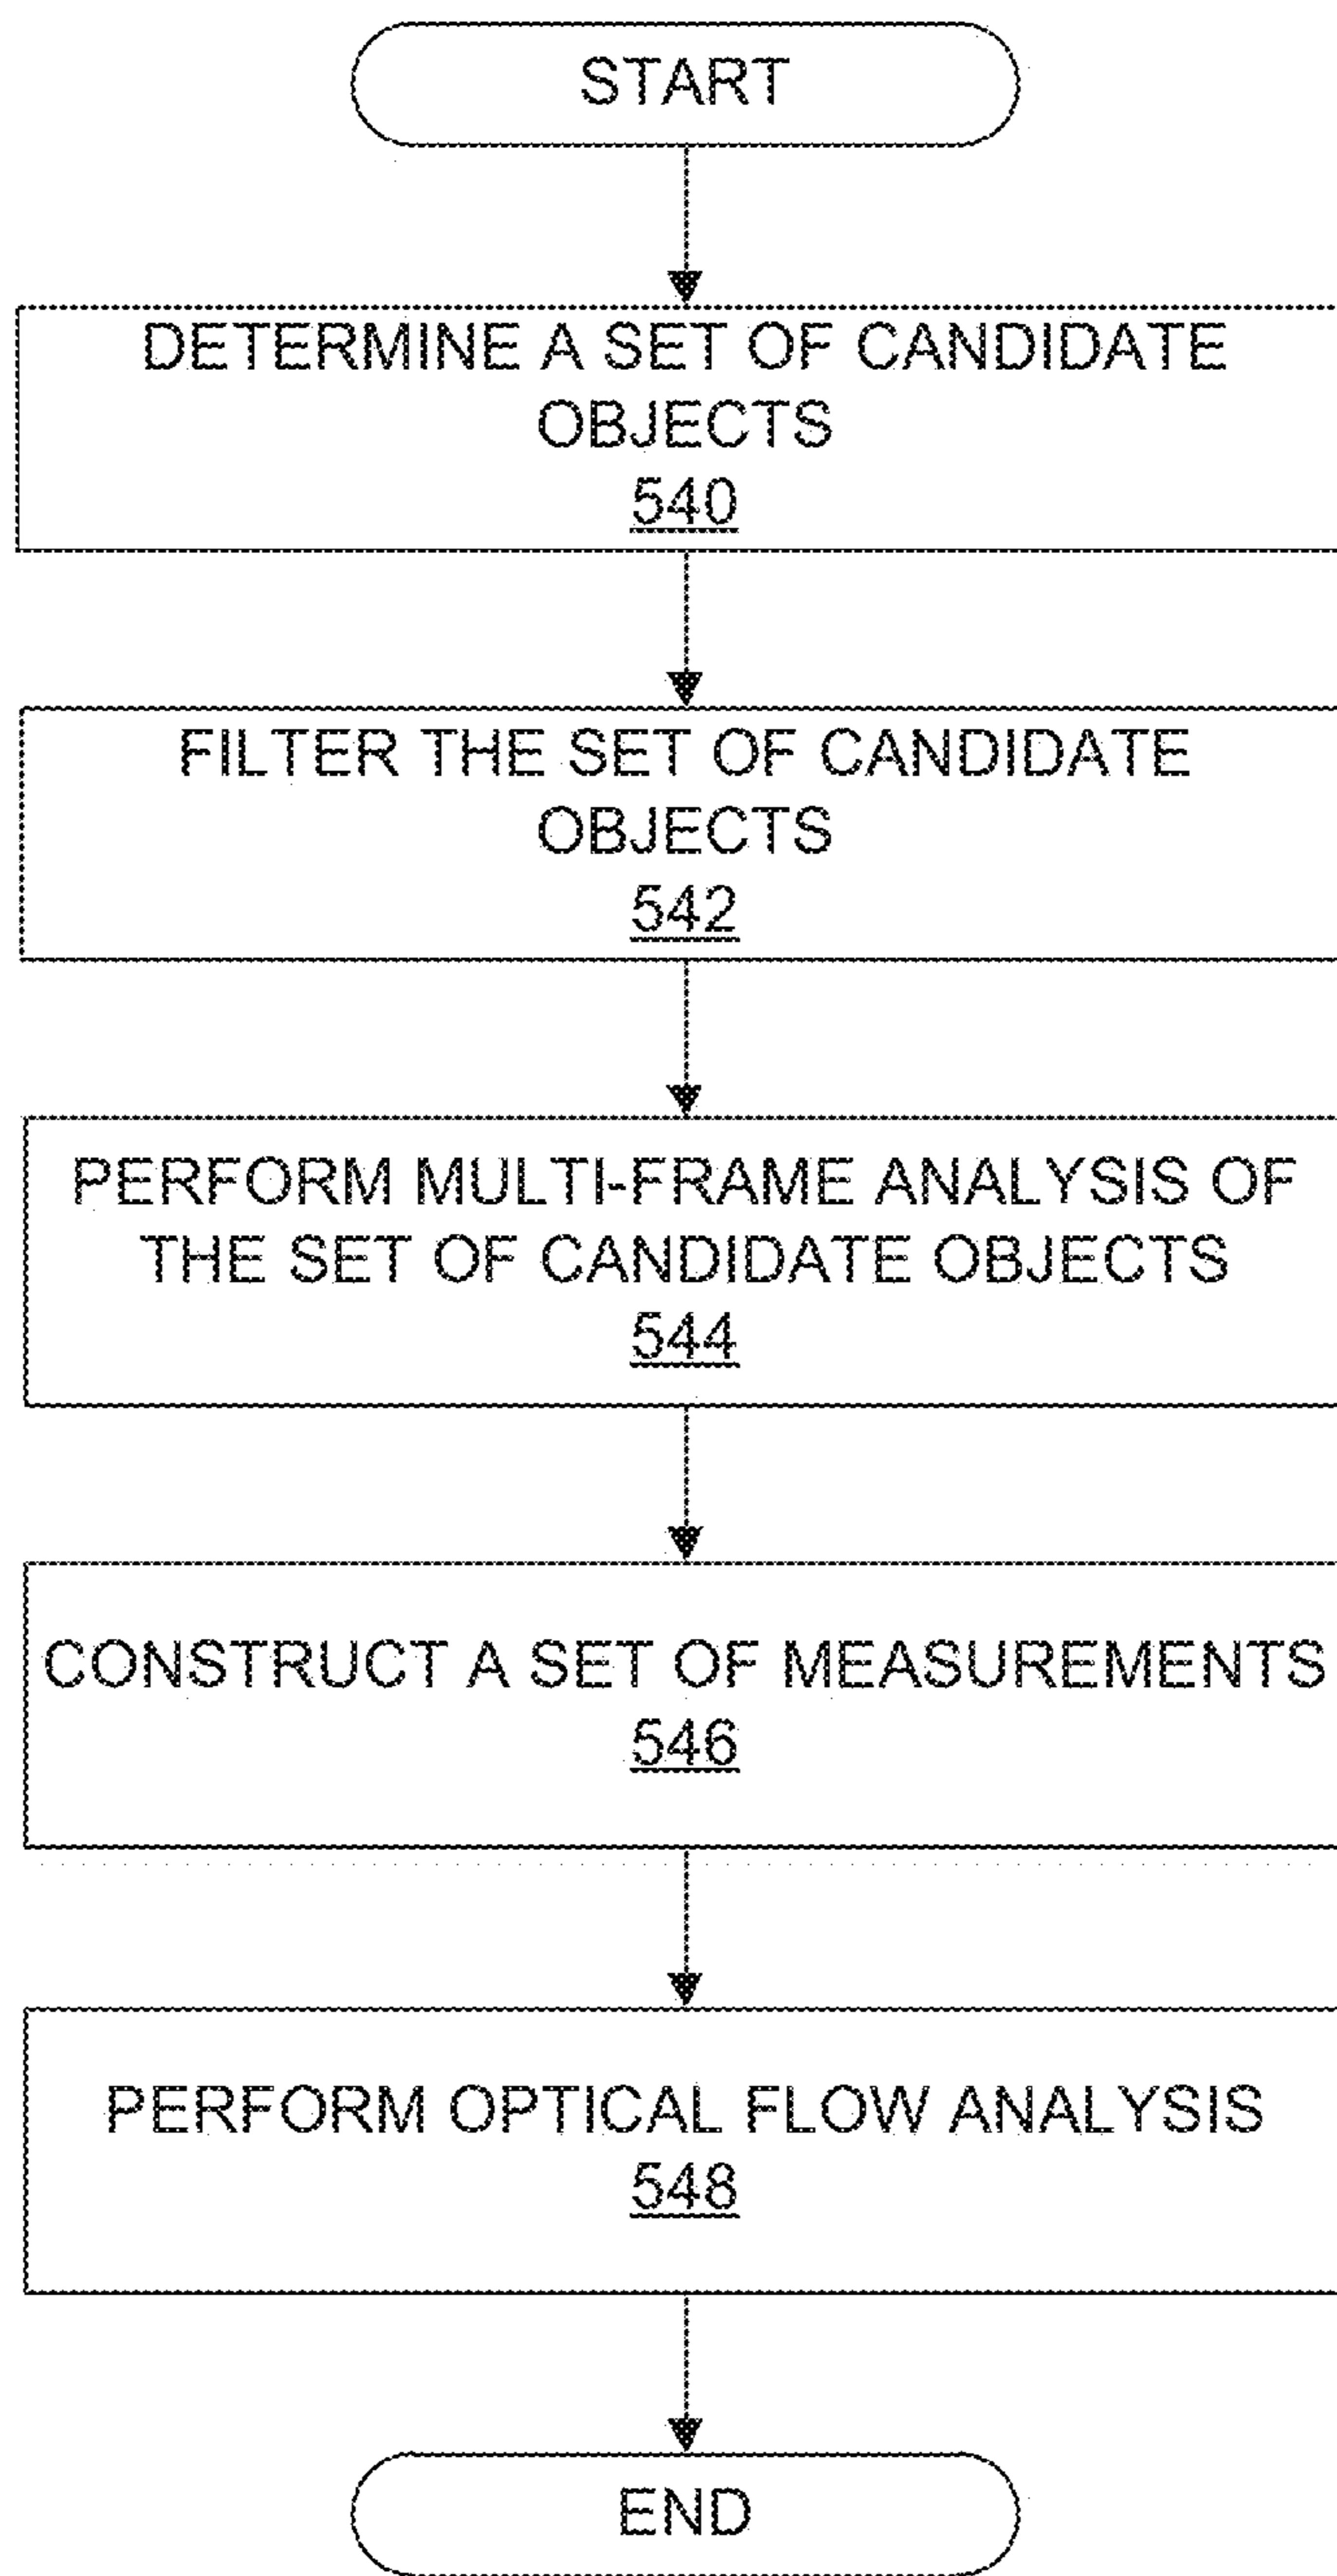 START
DETERMINE A SET OF CANDIDATE
OBJECTS
540
FILTER THE SET OF CANDIDATE
OBJECTS
542
PERFORM MULTI-FRAME ANALYSIS OF
THE SET OF CANDIDATE OBJECTS
544
CONSTRUCT A SET OF MEASUREMENTS
546
PERFORM OPTICAL FLOW ANALYSIS
548
END